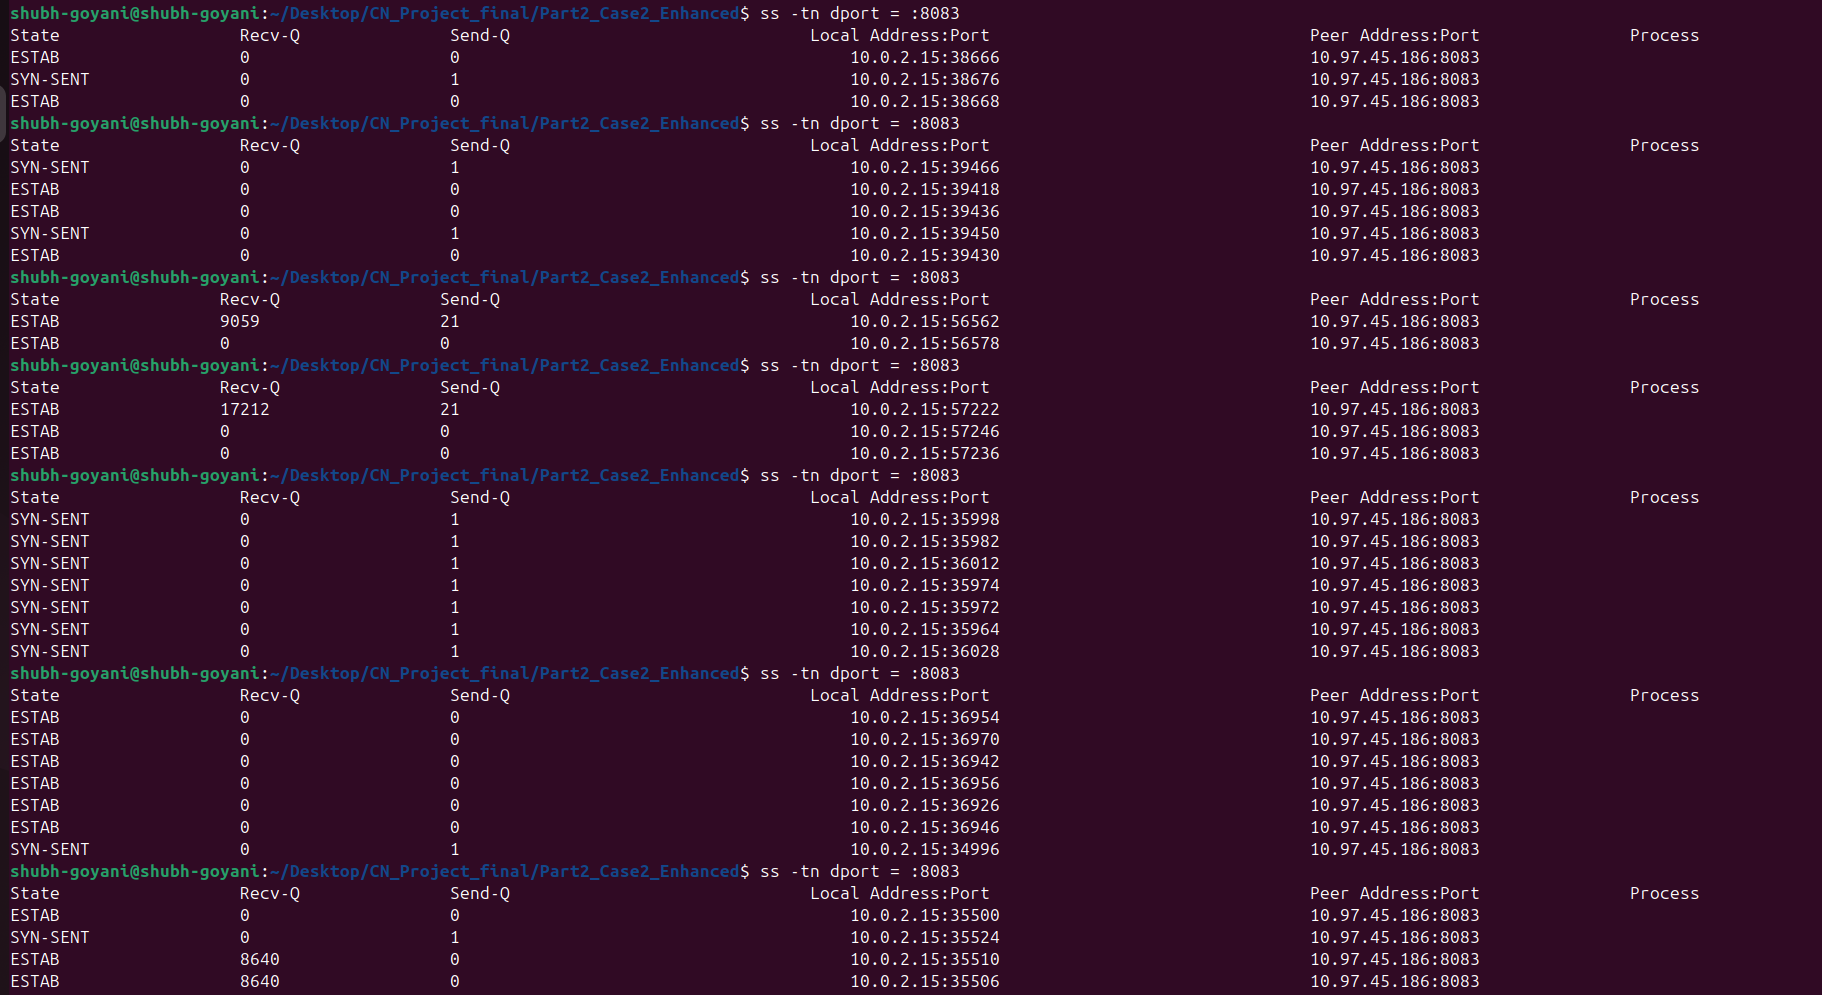 shubh-goyani@shubh-goyani:~/Desktop/CN_Project_final/Part2_Case2_Enhanced$ ss -tn dport = :8083
State Recv-Q Send-Q Local Address:Port Peer Address:Port Process
ESTAB 0 0 10.0.2.15:38666 10.97.45.186:8083
SYN-SENT 0 1 10.0.2.15:38676 10.97.45.186:8083
ESTAB 0 0 10.0.2.15:38668 10.97.45.186:8083
shubh-goyani@shubh-goyani:~/Desktop/CN_Project_final/Part2_Case2_Enhanced$ ss -tn dport = :8083
State Recv-Q Send-Q Local Address:Port Peer Address:Port Process
SYN-SENT 0 1 10.0.2.15:39466 10.97.45.186:8083
ESTAB 0 0 10.0.2.15:39418 10.97.45.186:8083
ESTAB 0 0 10.0.2.15:39436 10.97.45.186:8083
SYN-SENT 0 1 10.0.2.15:39450 10.97.45.186:8083
ESTAB 0 0 10.0.2.15:39430 10.97.45.186:8083
shubh-goyani@shubh-goyani:~/Desktop/CN_Project_final/Part2_Case2_Enhanced$ ss -tn dport = :8083
State Recv-Q Send-Q Local Address:Port Peer Address:Port Process
ESTAB 9059 21 10.0.2.15:56562 10.97.45.186:8083
ESTAB 0 0 10.0.2.15:56578 10.97.45.186:8083
shubh-goyani@shubh-goyani:~/Desktop/CN_Project_final/Part2_Case2_Enhanced$ ss -tn dport = :8083
State Recv-Q Send-Q Local Address:Port Peer Address:Port Process
ESTAB 17212 21 10.0.2.15:57222 10.97.45.186:8083
ESTAB 0 0 10.0.2.15:57246 10.97.45.186:8083
ESTAB 0 0 10.0.2.15:57236 10.97.45.186:8083
shubh-goyani@shubh-goyani:~/Desktop/CN_Project_final/Part2_Case2_Enhanced$ ss -tn dport = :8083
State Recv-Q Send-Q Local Address:Port Peer Address:Port Process
SYN-SENT 0 1 10.0.2.15:35998 10.97.45.186:8083
SYN-SENT 0 1 10.0.2.15:35982 10.97.45.186:8083
SYN-SENT 0 1 10.0.2.15:36012 10.97.45.186:8083
SYN-SENT 0 1 10.0.2.15:35974 10.97.45.186:8083
SYN-SENT 0 1 10.0.2.15:35972 10.97.45.186:8083
SYN-SENT 0 1 10.0.2.15:35964 10.97.45.186:8083
SYN-SENT 0 1 10.0.2.15:36028 10.97.45.186:8083
shubh-goyani@shubh-goyani:~/Desktop/CN_Project_final/Part2_Case2_Enhanced$ ss -tn dport = :8083
State Recv-Q Send-Q Local Address:Port Peer Address:Port Process
ESTAB 0 0 10.0.2.15:36954 10.97.45.186:8083
ESTAB 0 0 10.0.2.15:36970 10.97.45.186:8083
ESTAB 0 0 10.0.2.15:36942 10.97.45.186:8083
ESTAB 0 0 10.0.2.15:36956 10.97.45.186:8083
ESTAB 0 0 10.0.2.15:36926 10.97.45.186:8083
ESTAB 0 0 10.0.2.15:36946 10.97.45.186:8083
SYN-SENT 0 1 10.0.2.15:34996 10.97.45.186:8083
shubh-goyani@shubh-goyani:~/Desktop/CN_Project_final/Part2_Case2_Enhanced$ ss -tn dport = :8083
State Recv-Q Send-Q Local Address:Port Peer Address:Port Process
ESTAB 0 0 10.0.2.15:35500 10.97.45.186:8083
SYN-SENT 0 1 10.0.2.15:35524 10.97.45.186:8083
ESTAB 8640 0 10.0.2.15:35510 10.97.45.186:8083
ESTAB 8640 0 10.0.2.15:35506 10.97.45.186:8083